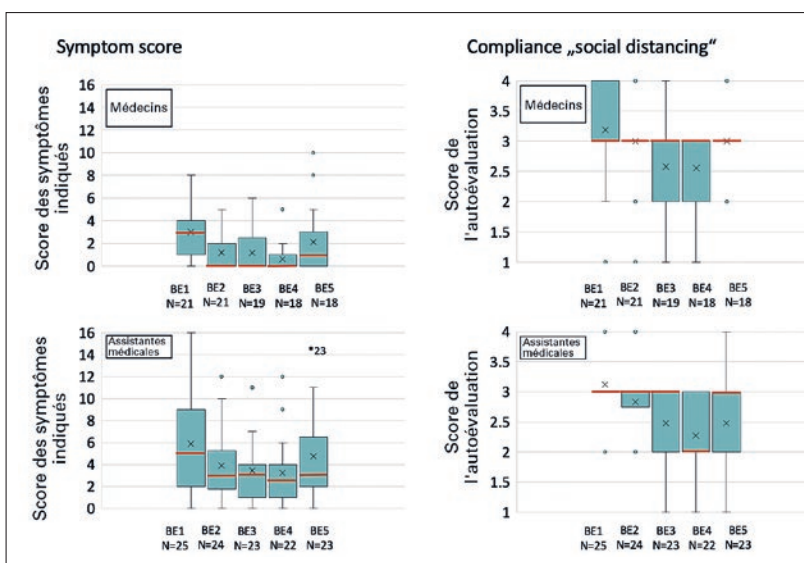 Symptom score
Score des symptômes
indiqués
16
14
12
10
8
6
4
2
0
Médecins
BE1 BE2 BE3 BE4 BE5
N=21 N=21 N=19 N=18 N=18
Compliance „social distancing“
Score de
l'autoévaluation
4
3.5
3
2.5
2
1.5
1
Médecins
BE1 BE2 BE3 BE4 BE5
N=21 N=21 N=19 N=18 N=18
Score des symptômes
indiqués
16
14
12
10
8
6
4
2
0
Assistantes
médicales
*23
BE1 BE2 BE3 BE4 BE5
N=25 N=24 N=23 N=22 N=23
Score de
l'autoévaluation
4
3.5
3
2.5
2
1.5
1
Assistantes
médicales
BE1 BE2 BE3 BE4 BE5
N=25 N=24 N=23 N=22 N=23